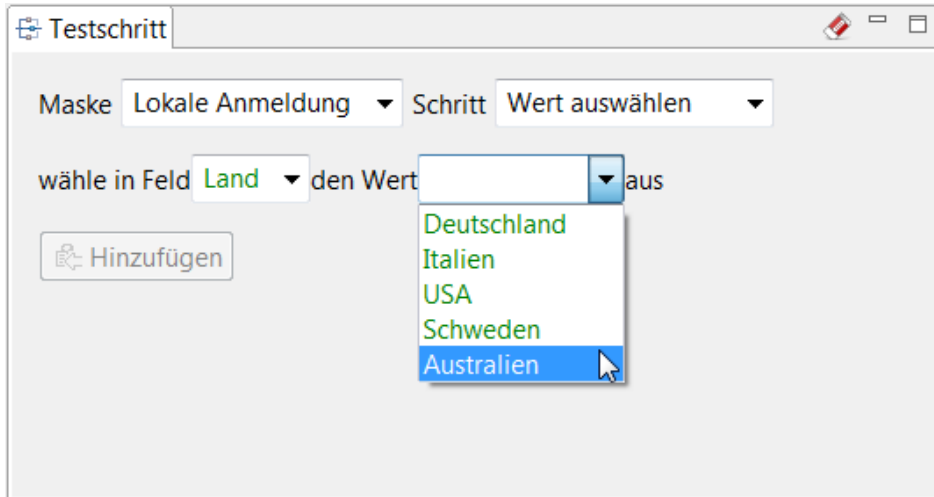 Testschritt
Maske Lokale Anmeldung Schritt Wert auswählen
wähle in Feld Land den Wert aus
Deutschland
Hinzufügen
Italien
USA
Schweden
Australien